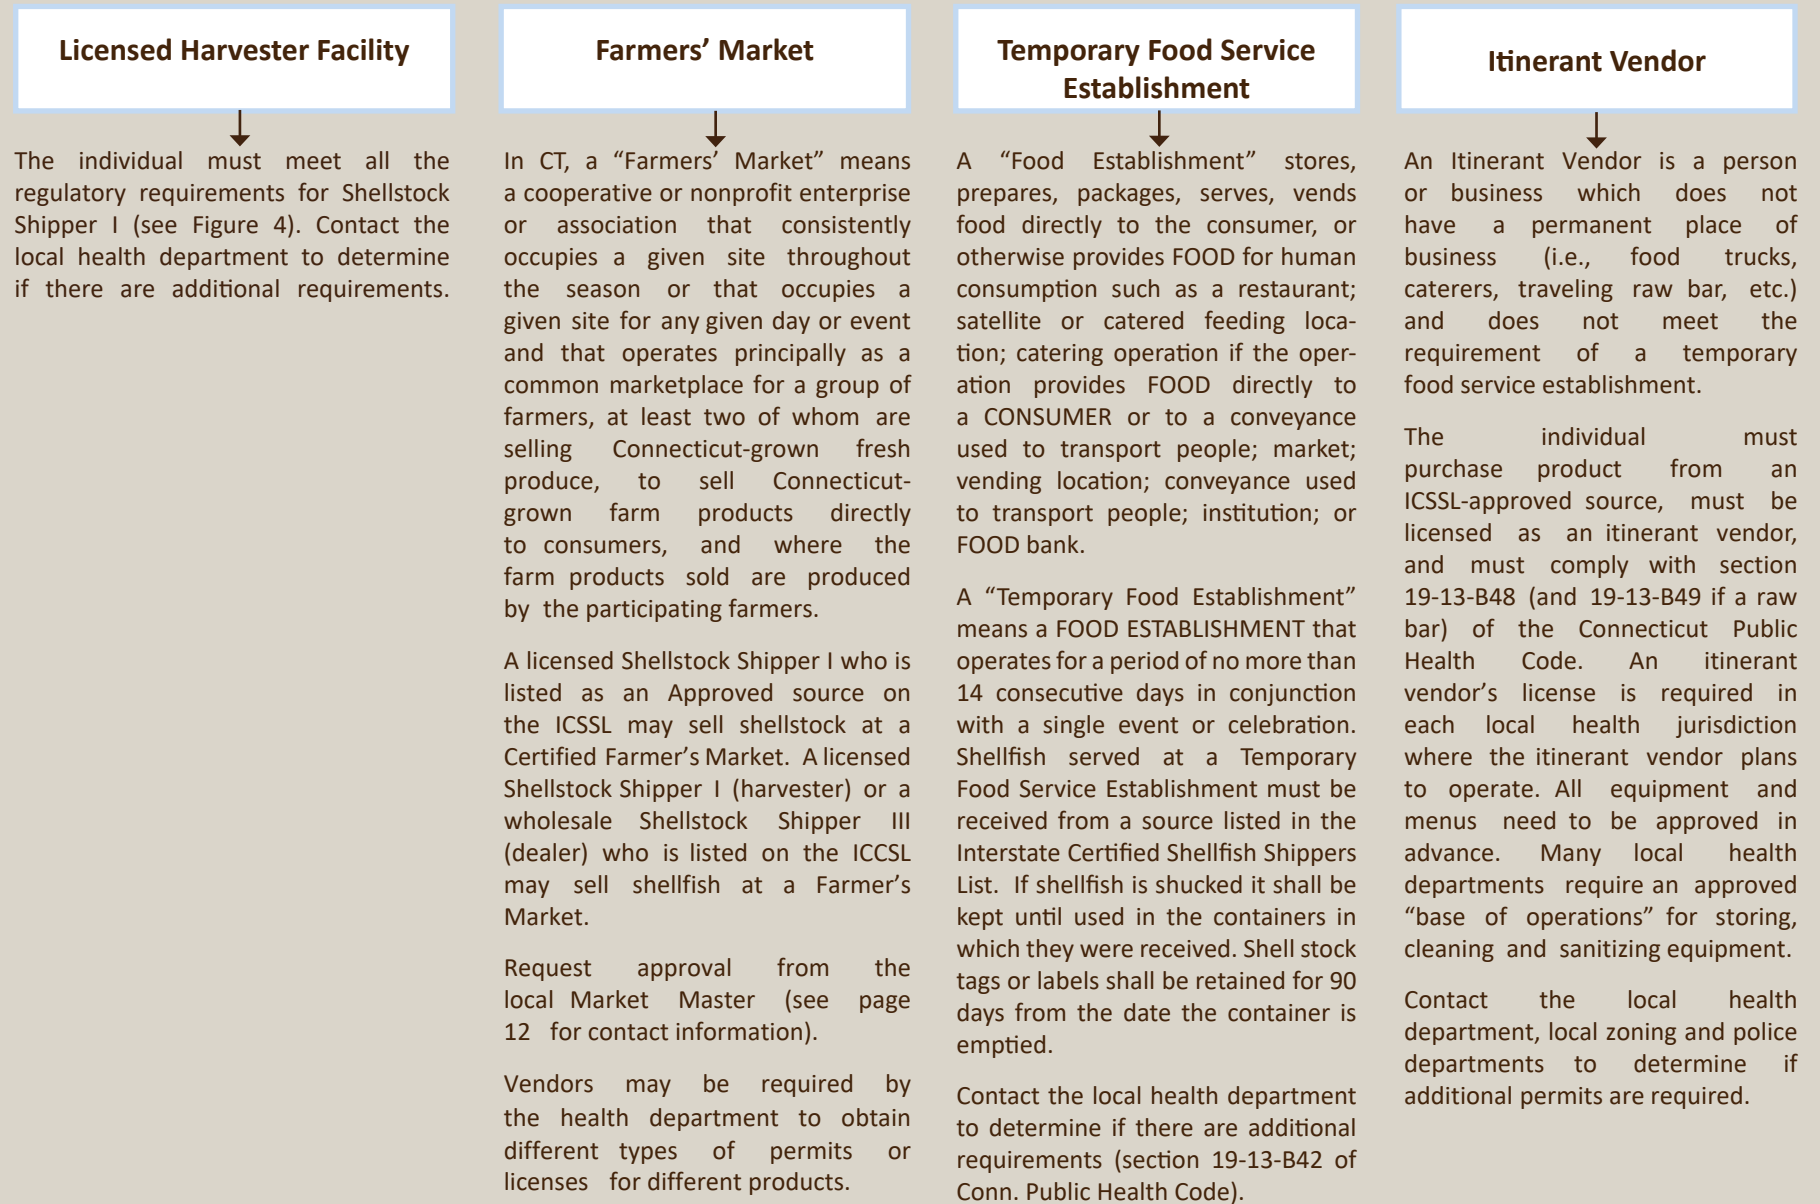 Licensed Harvester Facility
The individual must meet all the
regulatory requirements for Shellstock
Shipper I (see Figure 4). Contact the
local health department to determine
if there are additional requirements.
Farmers’ Market
In CT, a “Farmers’ Market” means
a cooperative or nonprofit enterprise
or association that consistently
occupies a given site throughout
the season or that occupies a
given site for any given day or event
and that operates principally as a
common marketplace for a group of
farmers, at least two of whom are
selling Connecticut-grown fresh
produce, to sell Connecticut-
grown farm products directly
to consumers, and where the
farm products sold are produced
by the participating farmers.
A licensed Shellstock Shipper I who is
listed as an Approved source on
the ICSSL may sell shellstock at a
Certified Farmer’s Market. A licensed
Shellstock Shipper I (harvester) or a
wholesale Shellstock Shipper III
(dealer) who is listed on the ICCSL
may sell shellfish at a Farmer’s
Market.
Request approval from the
local Market Master (see page
12 for contact information).
Vendors may be required by
the health department to obtain
different types of permits or
licenses for different products.
Temporary Food Service
Establishment
A “Food Establishment” stores,
prepares, packages, serves, vends
food directly to the consumer, or
otherwise provides FOOD for human
consumption such as a restaurant;
satellite or catered feeding loca-
tion; catering operation if the oper-
ation provides FOOD directly to
a CONSUMER or to a conveyance
used to transport people; market;
vending location; conveyance used
to transport people; institution; or
FOOD bank.
A “Temporary Food Establishment”
means a FOOD ESTABLISHMENT that
operates for a period of no more than
14 consecutive days in conjunction
with a single event or celebration.
Shellfish served at a Temporary
Food Service Establishment must be
received from a source listed in the
Interstate Certified Shellfish Shippers
List. If shellfish is shucked it shall be
kept until used in the containers in
which they were received. Shell stock
tags or labels shall be retained for 90
days from the date the container is
emptied.
Contact the local health department
to determine if there are additional
requirements (section 19-13-B42 of
Conn. Public Health Code).
Itinerant Vendor
An Itinerant Vendor is a person
or business which does not
have a permanent place of
business (i.e., food trucks,
caterers, traveling raw bar, etc.)
and does not meet the
requirement of a temporary
food service establishment.
The individual must
purchase product from an
ICSSL-approved source, must be
licensed as an itinerant vendor,
and must comply with section
19-13-B48 (and 19-13-B49 if a raw
bar) of the Connecticut Public
Health Code. An itinerant
vendor’s license is required in
each local health jurisdiction
where the itinerant vendor plans
to operate. All equipment and
menus need to be approved in
advance. Many local health
departments require an approved
“base of operations” for storing,
cleaning and sanitizing equipment.
Contact the local health
department, local zoning and police
departments to determine if
additional permits are required.